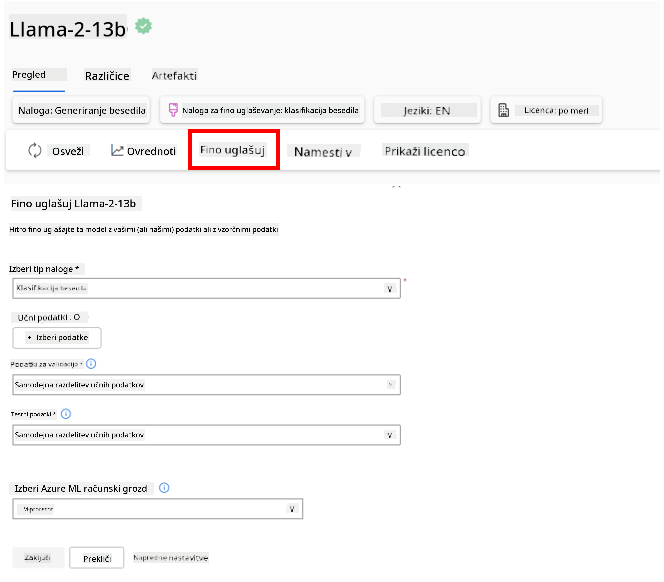 Llama-2-13b
Pregled Različice Artefakti
Naloga: Generiranje besedila Naloga za fino uglaševanje: klasifikacija besedila Jeziki: EN Licenca: po meri
Osveži Ovrednoti Fino uglašuj Namesti v Prikaži licenco
Fino uglašuj Llama-2-13b
Hitro fino uglašajte ta model z vašimi (ali našimi) podatki ali z vzorčnimi podatki
Izberi tip naloge *
Klasifikacija besedila
Učni podatki
+ Izberi podatke
Podatki za validacijo *
Samodejna razdelitev učnih podatkov
Testni podatki *
Samodejna razdelitev učnih podatkov
Izberi Azure ML računski grozd
Zaključi Prekliči Napredne nastavitve